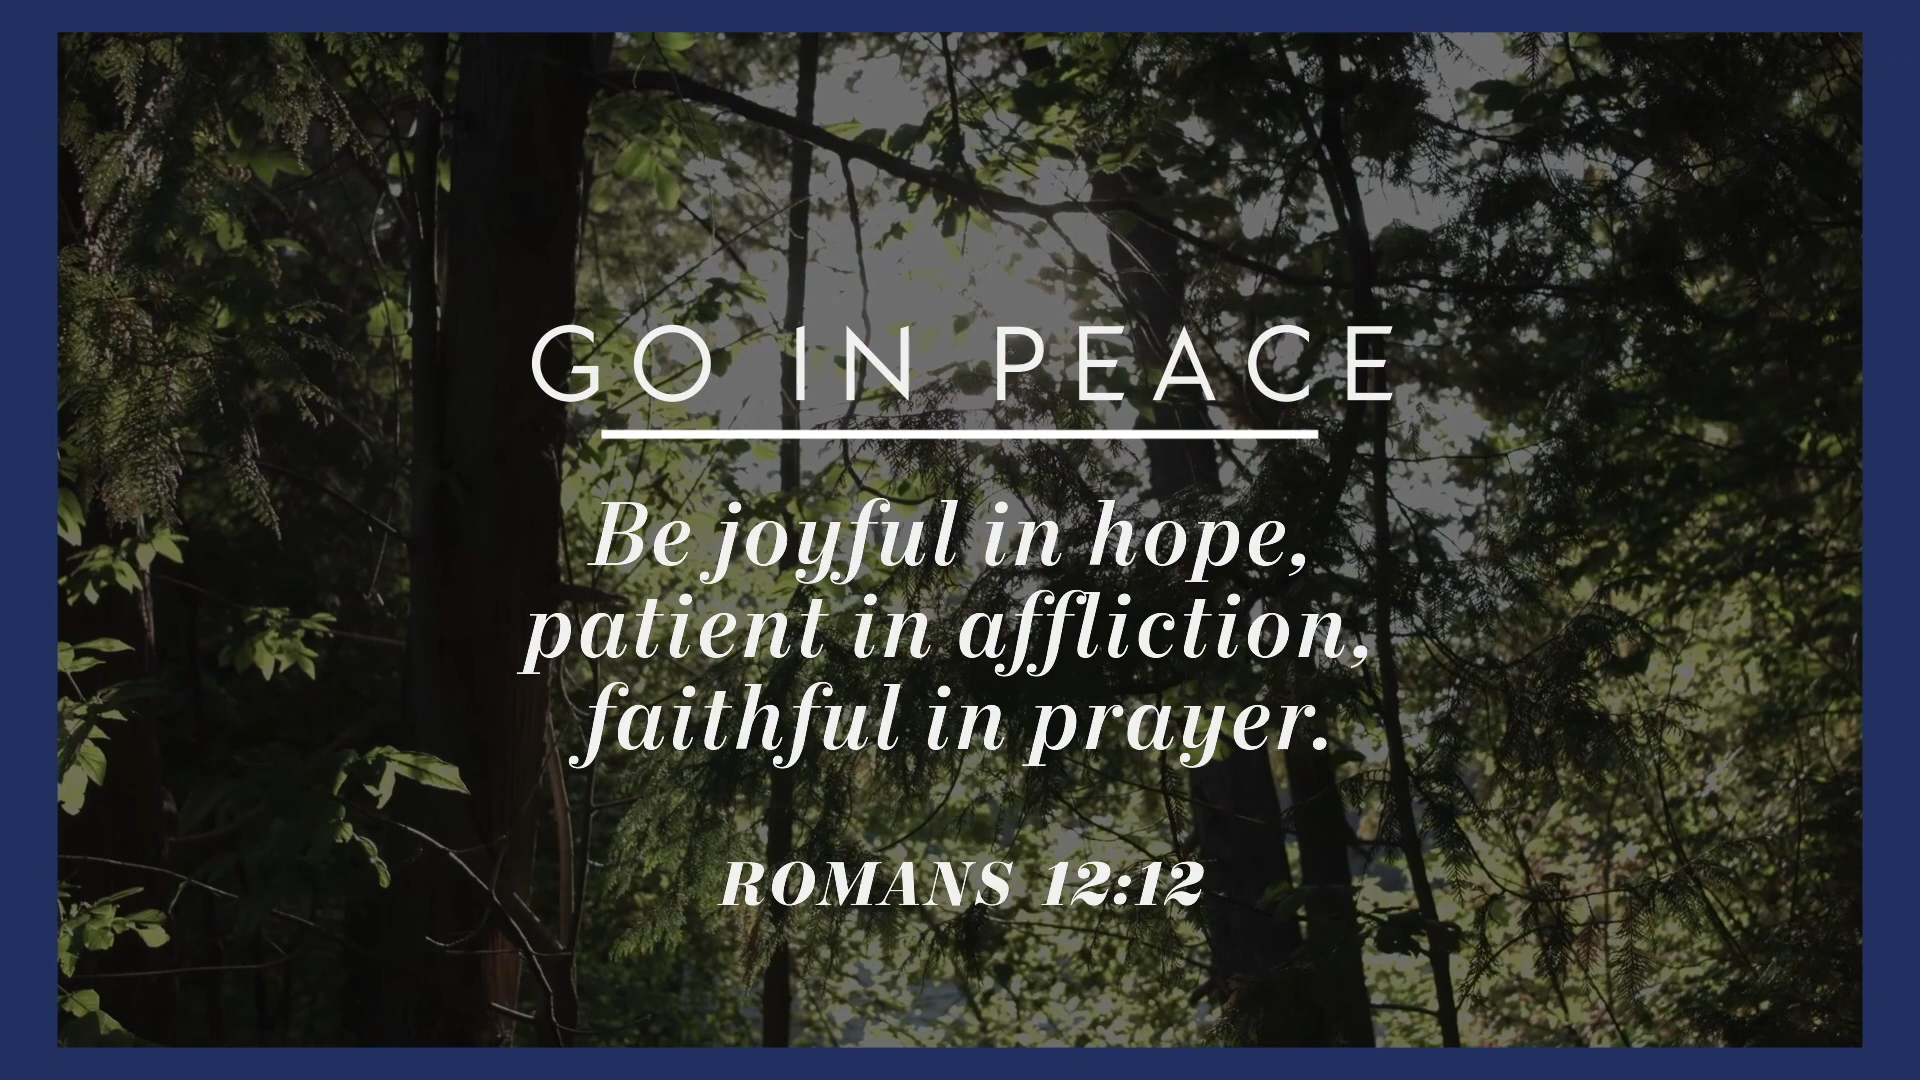 GO IN PEACE
Be joyful in hope,
patient in affliction,
faithful in prayer.
ROMANS 12:12